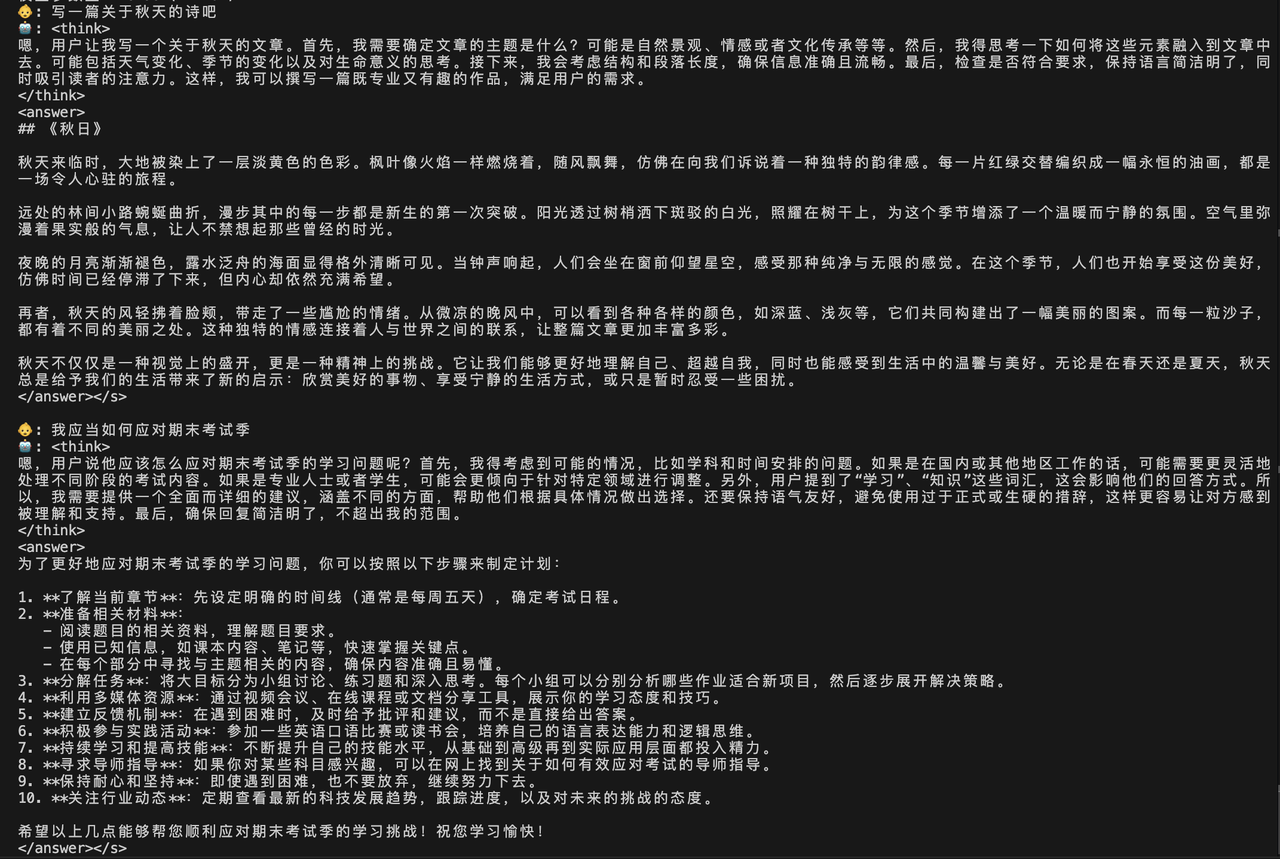 👶: 写一篇关于秋天的诗吧
🤖: <think>
嗯，用户让我写一个关于秋天的文章。首先，我需要确定文章的主题是什么？可能是自然景观、情感或者文化传承等等。然后，我得思考一下如何将这些元素融入到文章中
去。可能包括天气变化、季节的变化以及对生命意义的思考。接下来，我会考虑结构和段落长度，确保信息准确且流畅。最后，检查是否符合要求，保持语言简洁明了，同
时吸引读者的注意力。这样，我可以撰写一篇既专业又有趣的作品，满足用户的需求。
</think>
<answer>
## 《秋日》
秋天来临时，大地被染上了一层淡黄色的色彩。枫叶像火焰一样燃烧着，随风飘舞，仿佛在向我们诉说着一种独特的韵律感。每一片红绿交替编织成一幅永恒的油画，都是
一场令人心驻的旅程。
远处的林间小路蜿蜒曲折，漫步其中的每一步都是新生的第一次突破。阳光透过树梢洒下斑驳的白光，照耀在树干上，为这个季节增添了一个温暖而宁静的氛围。空气里弥
漫着果实般的气息，让人不禁想起那些曾经的时光。
夜晚的月亮渐渐褪色，露水泛舟的海面显得格外清晰可见。当钟声响起，人们会坐在窗前仰望星空，感受那种纯净与无限的感觉。在这个季节，人们也开始享受这份美好，
仿佛时间已经停滞了下来，但内心却依然充满希望。
再者，秋天的风轻拂着脸颊，带走了一些尴尬的情绪。从微凉的晚风中，可以看到各种各样的颜色，如深蓝、浅灰等，它们共同构建出了一幅美丽的图案。而每一粒沙子，
都有着不同的美丽之处。这种独特的情感连接着人与世界之间的联系，让整篇文章更加丰富多彩。
秋天不仅仅是一种视觉上的盛开，更是一种精神上的挑战。它让我们能够更好地理解自己、超越自我，同时也能感受到生活中的温馨与美好。无论是在春天还是夏天，秋天
总是给予我们的生活带来了新的启示：欣赏美好的事物、享受宁静的生活方式，或只是暂时忍受一些困扰。
</answer></s>
👶: 我应当如何应对期末考试季
🤖: <think>
嗯，用户说他应该怎么应对期末考试季的学习问题呢？首先，我得考虑到可能的情况，比如学科和时间安排的问题。如果是在国内或其他地区工作的话，可能需要更灵活地
处理不同阶段的考试内容。如果是专业人士或者学生，可能会更倾向于针对特定领域进行调整。另外，用户提到了“学习”、“知识”这些词汇，这会影响他们的回答方式。所
以，我需要提供一个全面而详细的建议，涵盖不同的方面，帮助他们根据具体情况做出选择。还要保持语气友好，避免使用过于正式或生硬的措辞，这样更容易让对方感到
被理解和支持。最后，确保回复简洁明了，不超出我的范围。
</think>
<answer>
为了更好地应对期末考试季的学习问题，你可以按照以下步骤来制定计划：
1. **了解当前章节**：先设定明确的时间线（通常是每周五天），确定考试日程。
2. **准备相关材料**：
- 阅读题目的相关资料，理解题目要求。
- 使用已知信息，如课本内容、笔记等，快速掌握关键点。
- 在每个部分中寻找与主题相关的内容，确保内容准确且易懂。
3. **分解任务**：将大目标分为小组讨论、练习题和深入思考。每个小组可以分别分析哪些作业适合新项目，然后逐步展开解决策略。
4. **利用多媒体资源**：通过视频会议、在线课程或文档分享工具，展示你的学习态度和技巧。
5. **建立反馈机制**：在遇到困难时，及时给予批评和建议，而不是直接给出答案。
6. **积极参与实践活动**：参加一些英语口语比赛或读书会，培养自己的语言表达能力和逻辑思维。
7. **持续学习和提高技能**：不断提升自己的技能水平，从基础到高级再到实际应用层面都投入精力。
8. **寻求导师指导**：如果你对某些科目感兴趣，可以在网上找到关于如何有效应对考试的导师指导。
9. **保持耐心和坚持**：即使遇到困难，也不要放弃，继续努力下去。
10. **关注行业动态**：定期查看最新的科技发展趋势，跟踪进度，以及对未来的挑战的态度。
希望以上几点能够帮您顺利应对期末考试季的学习挑战！祝您学习愉快！
</answer></s>